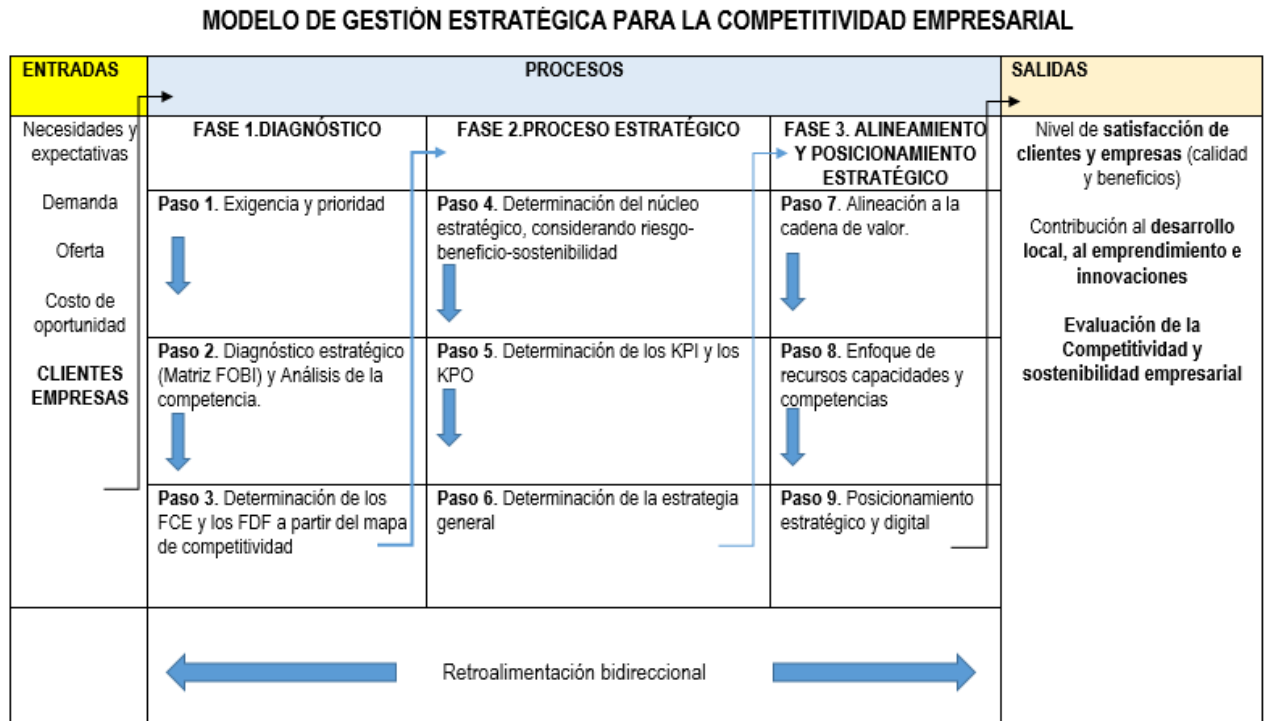 MODELO DE GESTIÓN ESTRATÉGICA PARA LA COMPETITIVIDAD EMPRESARIAL
ENTRADAS
PROCESOS
SALIDAS
Necesidades y
expectativas
Demanda
Oferta
Costo de
oportunidad
CLIENTES
EMPRESAS
FASE 1.DIAGNÓSTICO
FASE 2.PROCESO ESTRATÉGICO
FASE 3. ALINEAMIENTO
Y POSICIONAMIENTO
ESTRATÉGICO
Paso 1. Exigencia y prioridad
Paso 4. Determinación del núcleo
estratégico, considerando riesgo-
beneficio-sostenibilidad
Paso 7. Alineación a la
cadena de valor.
Paso 2. Diagnóstico estratégico
(Matriz FOBI) y Análisis de la
competencia.
Paso 5. Determinación de los KPI y los
KPO
Paso 8. Enfoque de
recursos capacidades y
competencias
Paso 3. Determinación de los
FCE y los FDF a partir del mapa
de competitividad
Paso 6. Determinación de la estrategia
general
Paso 9. Posicionamiento
estratégico y digital
Nivel de satisfacción de
clientes y empresas (calidad
y beneficios)
Contribución al desarrollo
local, al emprendimiento e
innovaciones
Evaluación de la
Competitividad y
sostenibilidad empresarial
Retroalimentación bidireccional